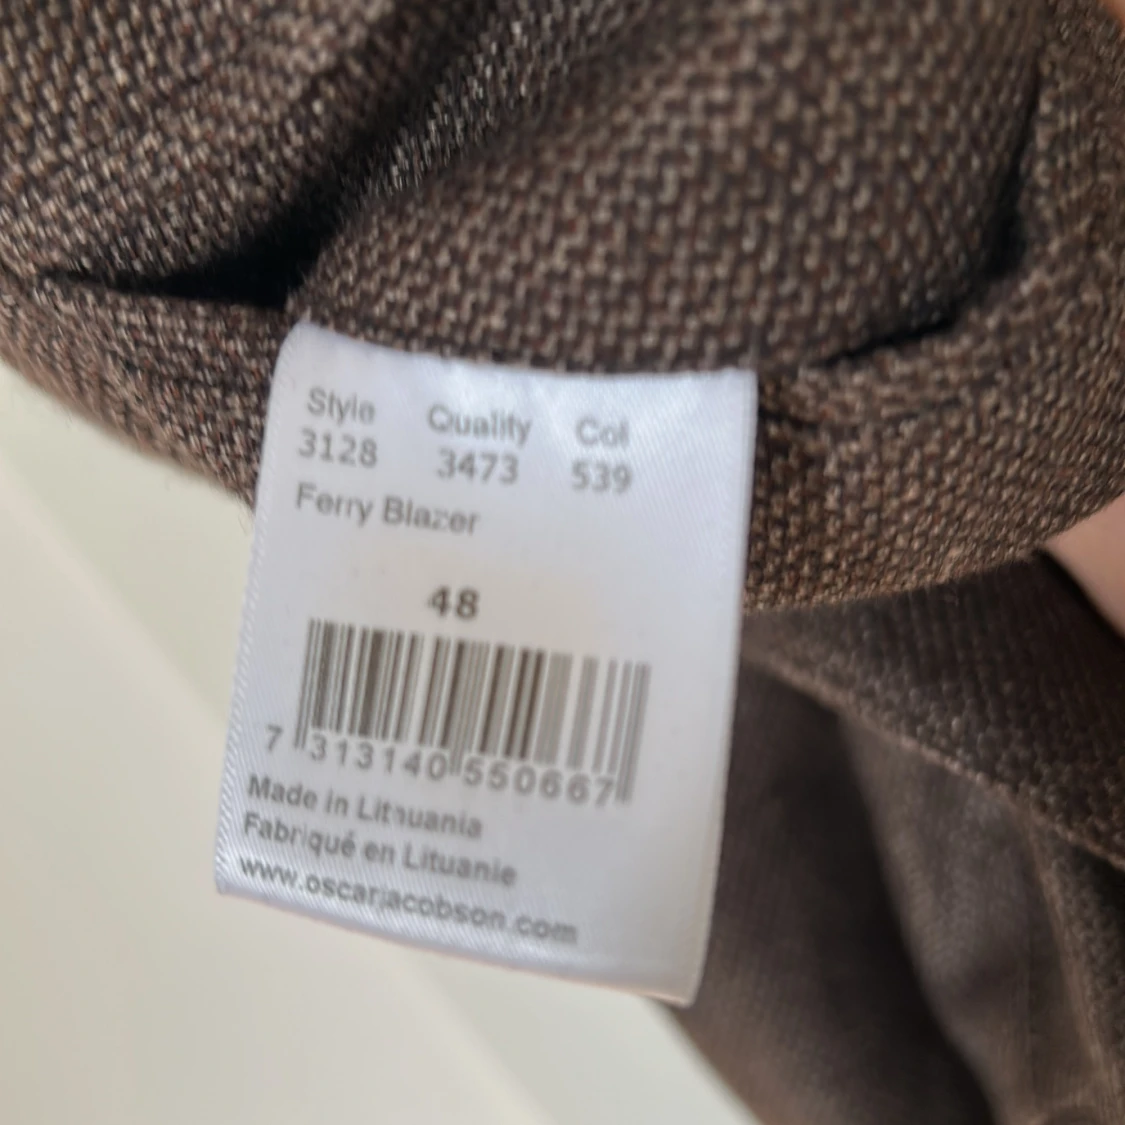 Style Quality Col
3128 3473 539
Ferry Blazer
48
7 313140 550667
Made in Lithuania
Fabriqué en Lituanie
www.oscarjacobson.com